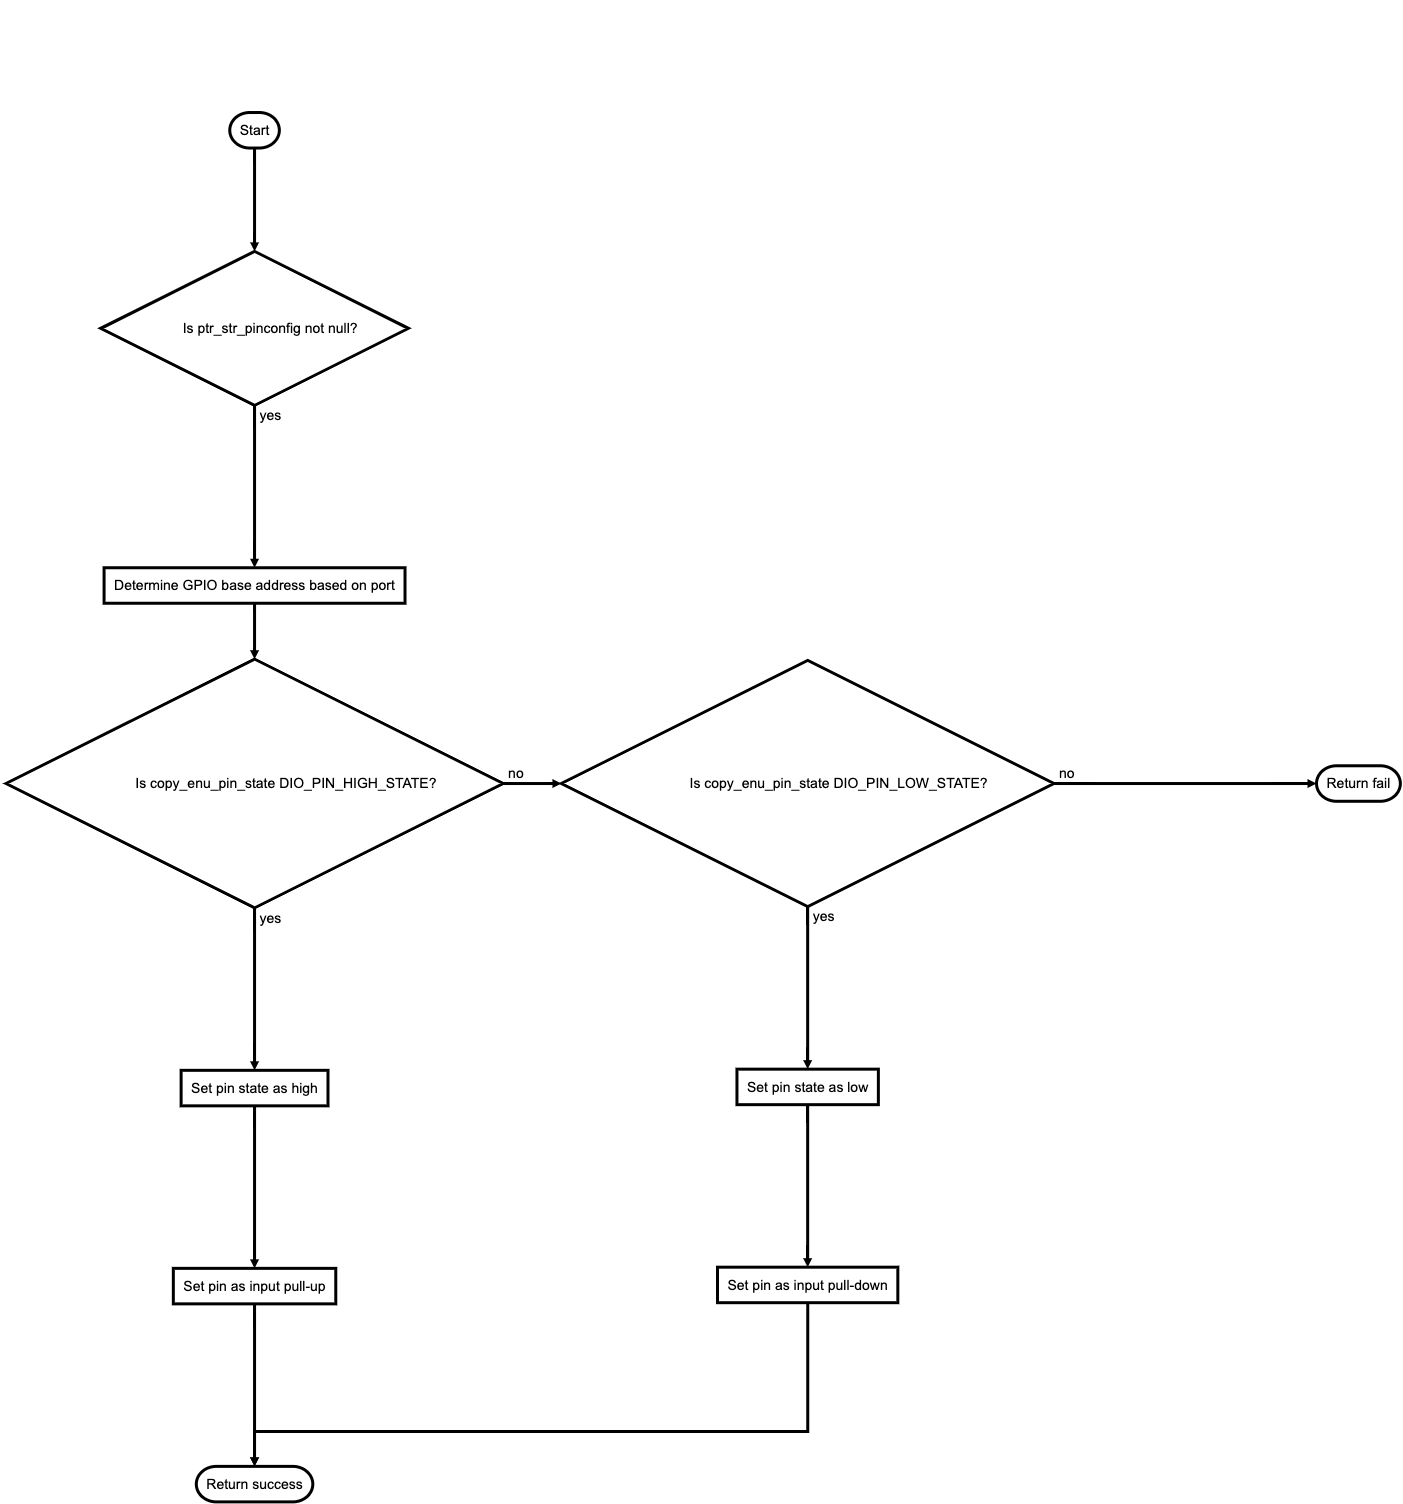 Start
Is ptr_str_pinconfig not null?
yes
Determine GPIO base address based on port
Is copy_enu_pin_state DIO_PIN_HIGH_STATE?
no
Is copy_enu_pin_state DIO_PIN_LOW_STATE?
no
Return fail
yes
yes
Set pin state as high
Set pin state as low
Set pin as input pull-up
Set pin as input pull-down
Return success